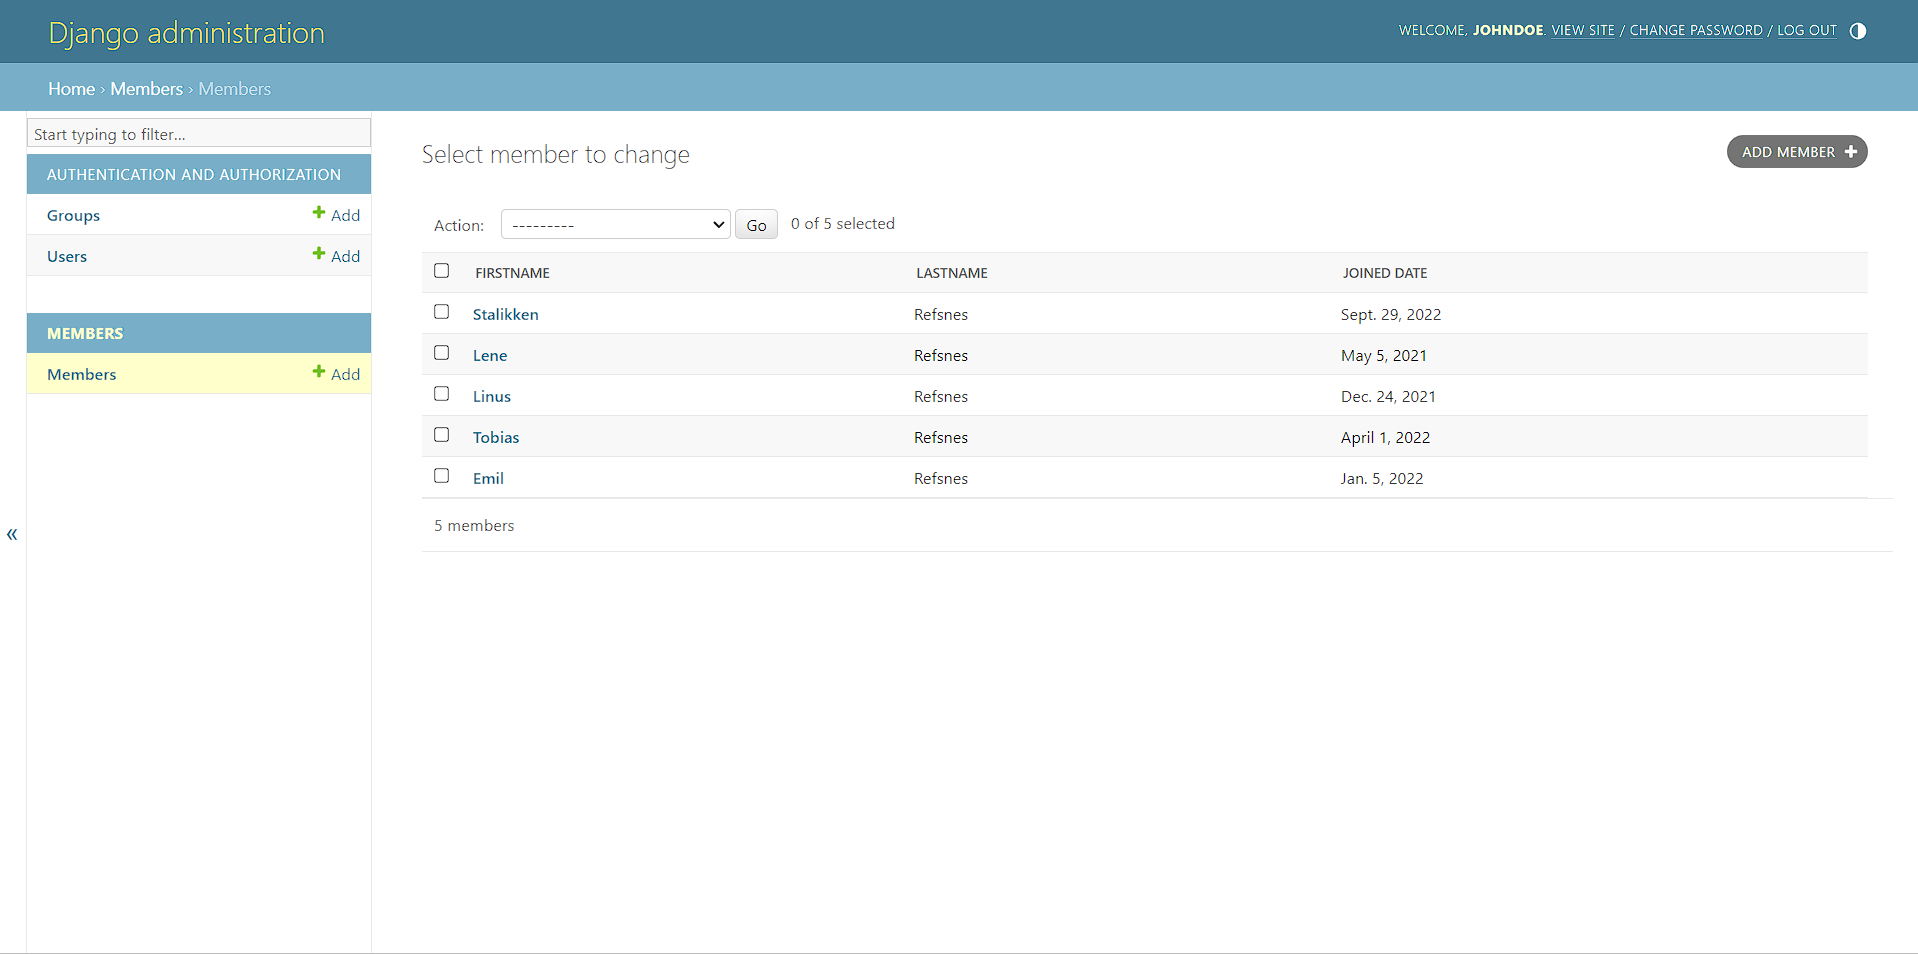 Django administration
WELCOME, JOHNDOE. VIEW SITE / CHANGE PASSWORD / LOG OUT
Home › Members › Members
Start typing to filter...
AUTHENTICATION AND AUTHORIZATION
Groups + Add
Users + Add
MEMBERS
Members + Add
«
Select member to change
ADD MEMBER +
Action: --------- Go 0 of 5 selected
FIRSTNAME LASTNAME JOINED DATE
Stalikken Refsnes Sept. 29, 2022
Lene Refsnes May 5, 2021
Linus Refsnes Dec. 24, 2021
Tobias Refsnes April 1, 2022
Emil Refsnes Jan. 5, 2022
5 members